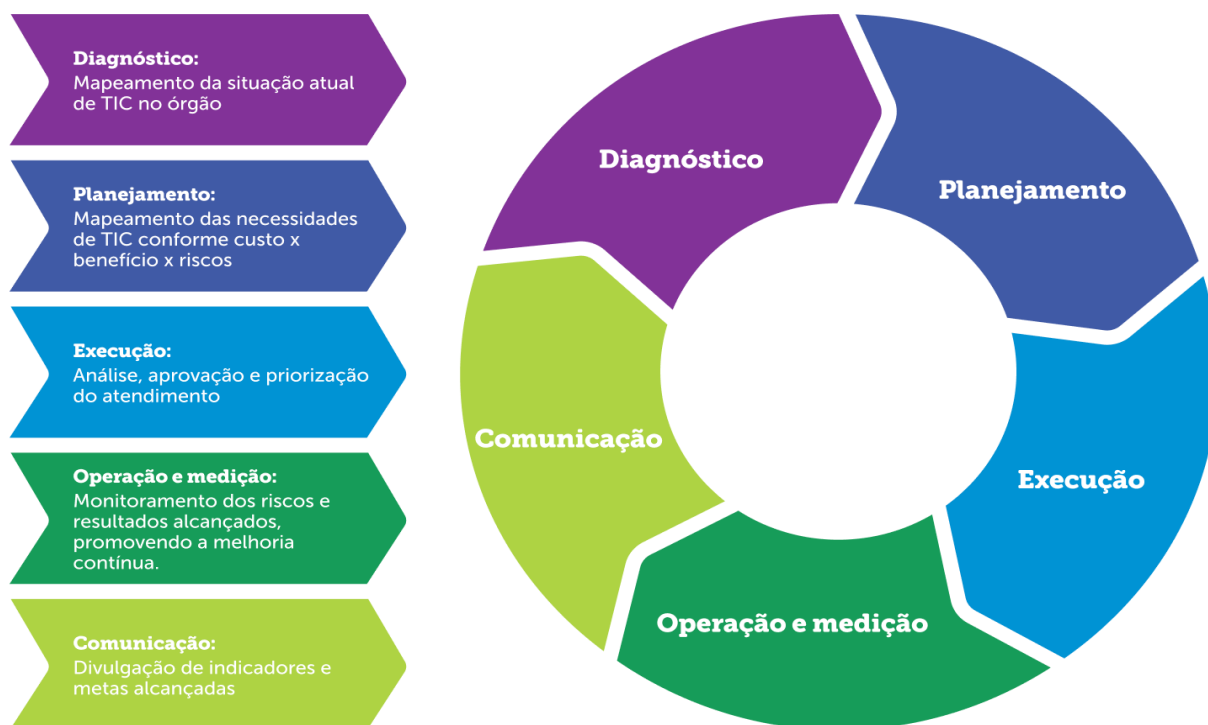 Diagnóstico:
Mapeamento da situação atual
de TIC no órgão
Planejamento:
Mapeamento das necessidades
de TIC conforme custo x
benefício x riscos
Execução:
Análise, aprovação e priorização
do atendimento
Operação e medição:
Monitoramento dos riscos e
resultados alcançados,
promovendo a melhoria
contínua.
Comunicação:
Divulgação de indicadores e
metas alcançadas
Diagnóstico
Planejamento
Execução
Operação e medição
Comunicação